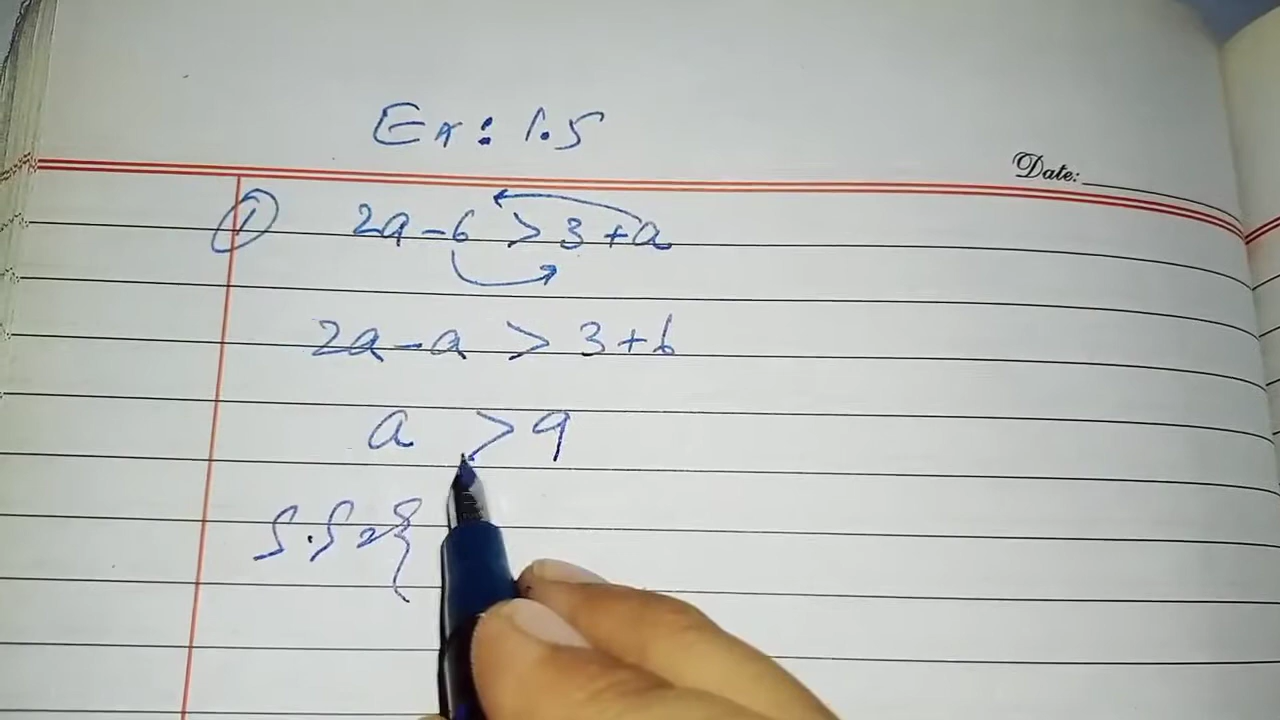 Ex: 1.5
Date:
① 2a - 6 > 3 + a
2a - a > 3 + 6
a > 9
S.S = {